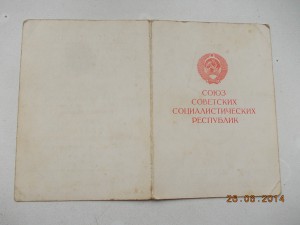 СОЮЗ
СОВЕТСКИХ
СОЦИАЛИСТИЧЕСКИХ
РЕСПУБЛИК
28.08.2014